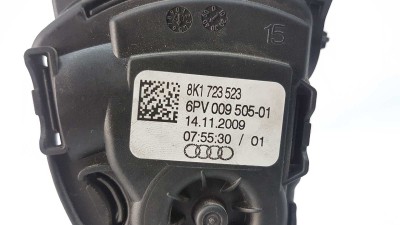 15
8K1 723 523
6PV 009 505-01
14.11.2009
07:55:30 / 01